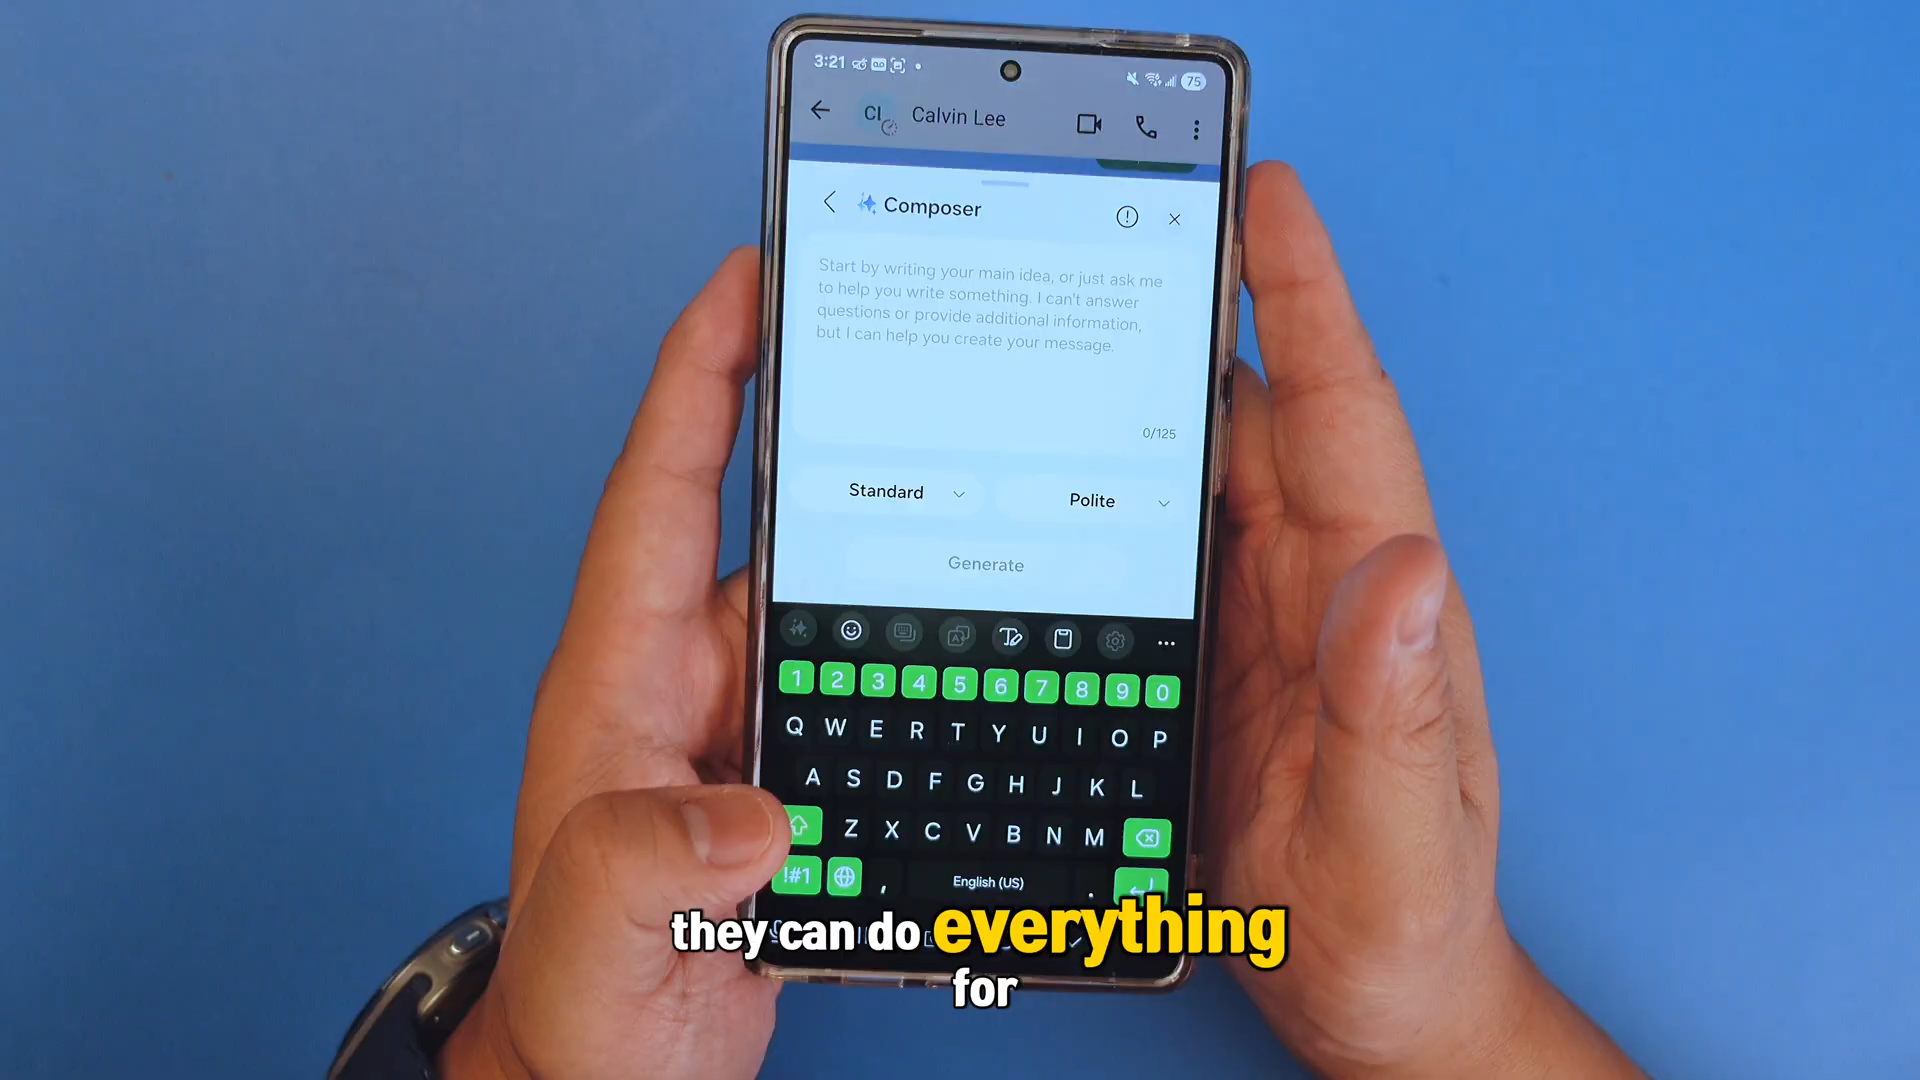 3:21
75
CI
Calvin Lee
Composer
Start by writing your main idea, or just ask me
to help you write something. I can't answer
questions or provide additional information,
but I can help you create your message.
0/125
Standard
Polite
Generate
1 2 3 4 5 6 7 8 9 0
Q W E R T Y U I O P
A S D F G H J K L
Z X C V B N M
!#1 , English (US) .
they can do everything
for